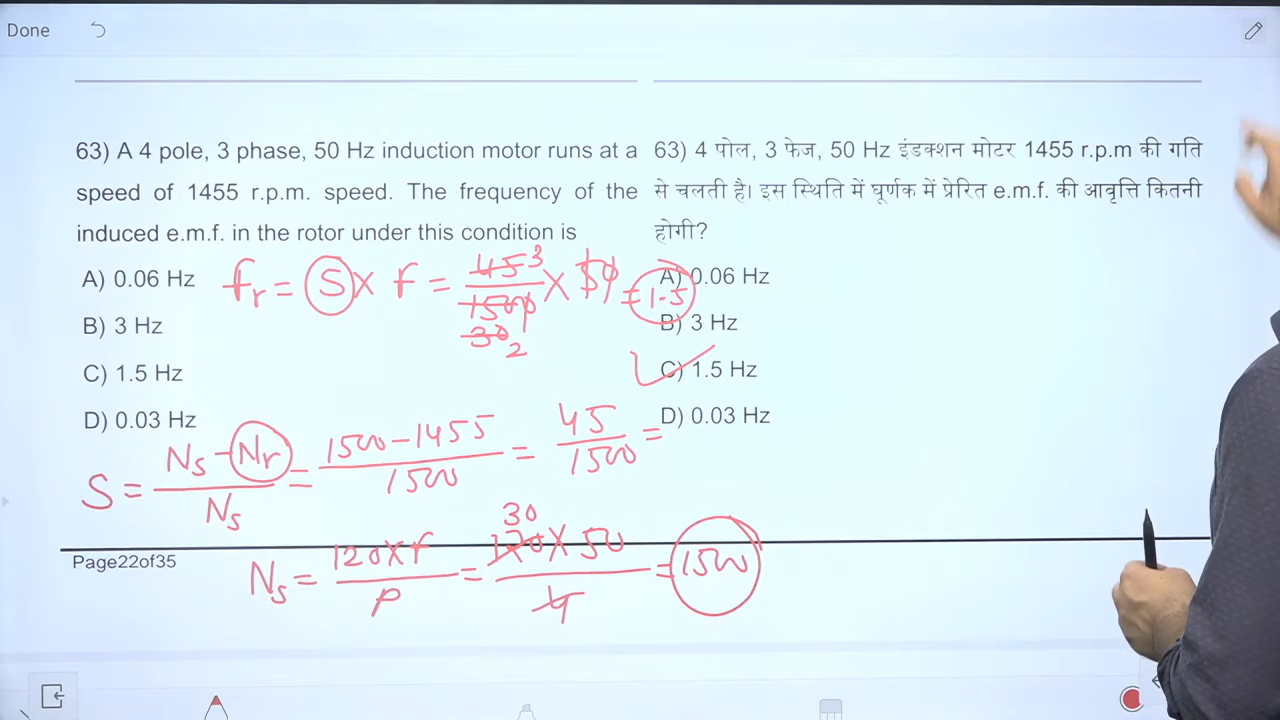 Done
63) A 4 pole, 3 phase, 50 Hz induction motor runs at a
speed of 1455 r.p.m. speed. The frequency of the
induced e.m.f. in the rotor under this condition is
A) 0.06 Hz
B) 3 Hz
C) 1.5 Hz
D) 0.03 Hz
63) 4 पोल, 3 फेज, 50 Hz इंडक्शन मोटर 1455 r.p.m की गति
से चलती है। इस स्थिति में घूर्णक में प्रेरित e.m.f. की आवृत्ति कितनी
होगी?
A) 0.06 Hz
B) 3 Hz
C) 1.5 Hz
D) 0.03 Hz
fr = S × f = 45/1500 × 50 = 1.5
3
30
2
S = Ns - Nr / Ns = 1500 - 1455 / 1500 = 45 / 1500 =
Ns = 120 × f / P = 120 × 50 / 4 = 1500
30
Page22of35